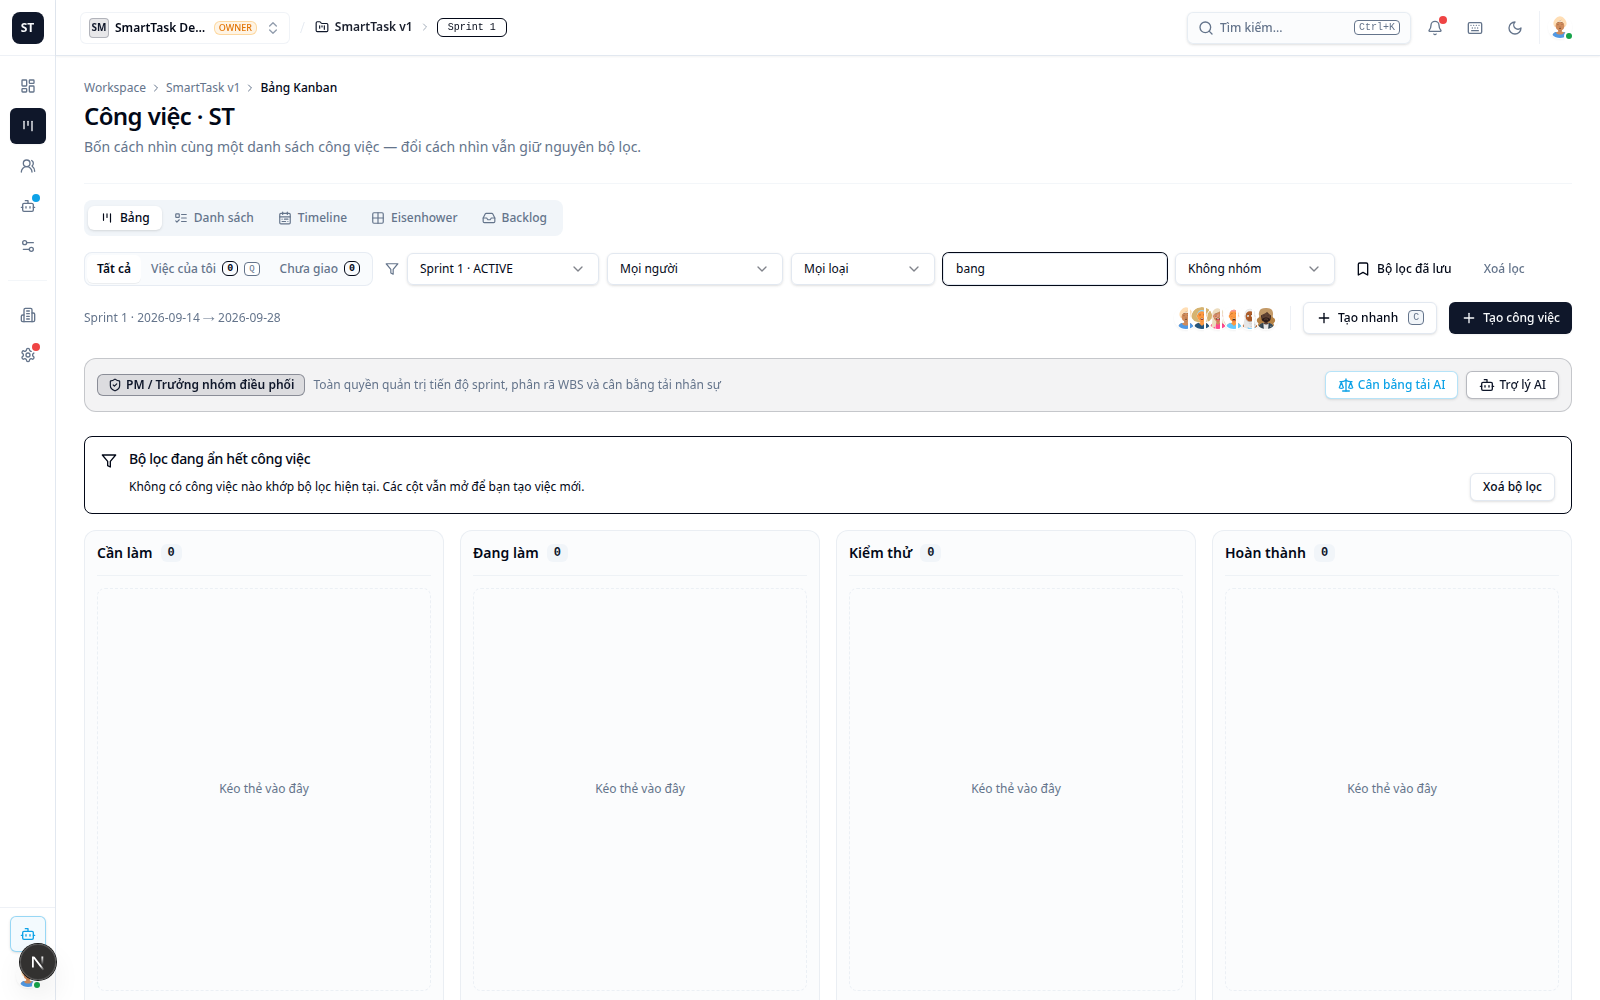 ST
SM SmartTask De... OWNER / SmartTask v1 > Sprint 1
Tìm kiếm... Ctrl+K
Workspace > SmartTask v1 > Bảng Kanban
Công việc · ST
Bốn cách nhìn cùng một danh sách công việc — đổi cách nhìn vẫn giữ nguyên bộ lọc.
Bảng Danh sách Timeline Eisenhower Backlog
Tất cả Việc của tôi 0 Q Chưa giao 0 Sprint 1 · ACTIVE Mọi người Mọi loại bang Không nhóm Bộ lọc đã lưu Xoá lọc
Sprint 1 · 2026-09-14 → 2026-09-28 + Tạo nhanh C + Tạo công việc
PM / Trưởng nhóm điều phối Toàn quyền quản trị tiến độ sprint, phân rã WBS và cân bằng tải nhân sự Cân bằng tải AI Trợ lý AI
Bộ lọc đang ẩn hết công việc
Không có công việc nào khớp bộ lọc hiện tại. Các cột vẫn mở để bạn tạo việc mới. Xoá bộ lọc
Cần làm 0 Đang làm 0 Kiểm thử 0 Hoàn thành 0
Kéo thẻ vào đây Kéo thẻ vào đây Kéo thẻ vào đây Kéo thẻ vào đây
N